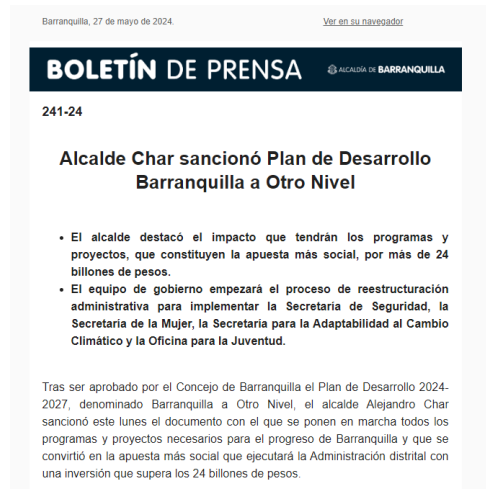 Barranquilla, 27 de mayo de 2024.
Ver en su navegador
BOLETÍN DE PRENSA
ALCALDÍA DE BARRANQUILLA
241-24
Alcalde Char sancionó Plan de Desarrollo
Barranquilla a Otro Nivel
• El alcalde destacó el impacto que tendrán los programas y
proyectos, que constituyen la apuesta más social, por más de 24
billones de pesos.
• El equipo de gobierno empezará el proceso de reestructuración
administrativa para implementar la Secretaría de Seguridad, la
Secretaría de la Mujer, la Secretaría para la Adaptabilidad al Cambio
Climático y la Oficina para la Juventud.
Tras ser aprobado por el Concejo de Barranquilla el Plan de Desarrollo 2024-
2027, denominado Barranquilla a Otro Nivel, el alcalde Alejandro Char
sancionó este lunes el documento con el que se ponen en marcha todos los
programas y proyectos necesarios para el progreso de Barranquilla y que se
convirtió en la apuesta más social que ejecutará la Administración distrital con
una inversión que supera los 24 billones de pesos.